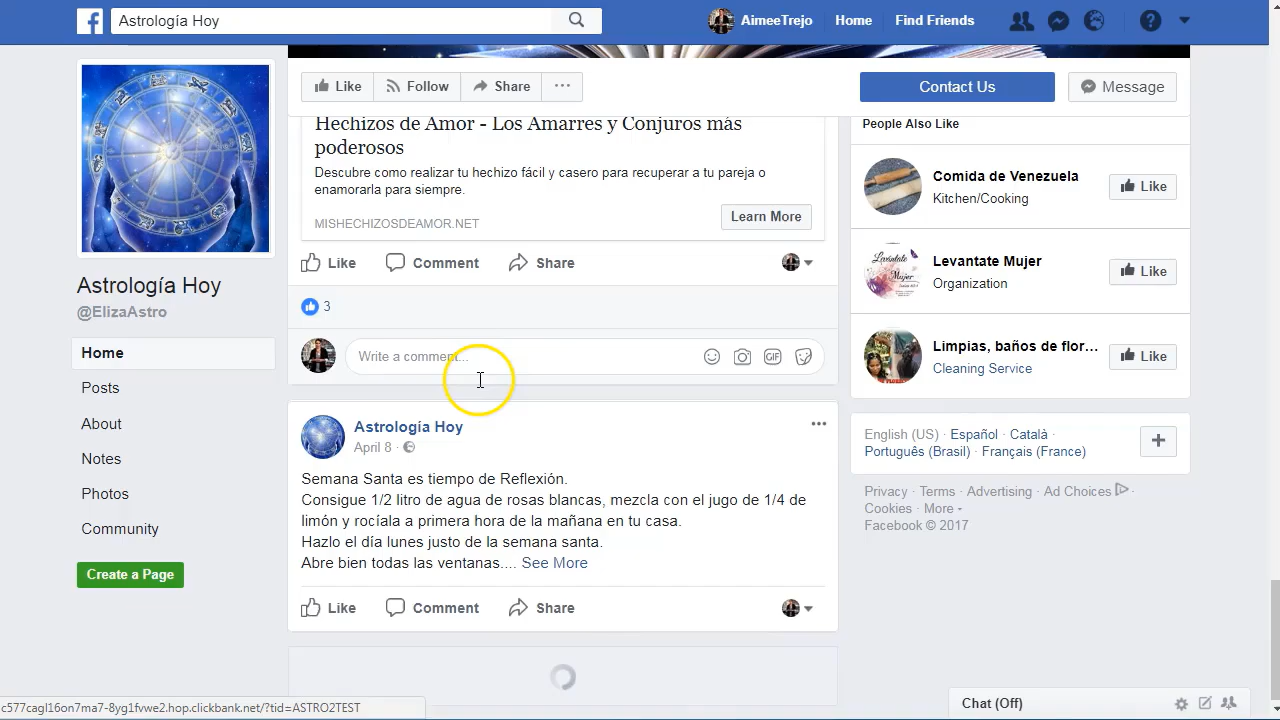 Astrología Hoy
AimeeTrejo
Home
Find Friends
Like
Follow
Share
Contact Us
Message
Astrología Hoy
@ElizaAstro
Home
Posts
About
Notes
Photos
Community
Create a Page
Hechizos de Amor - Los Amarres y Conjuros más
poderosos
Descubre como realizar tu hechizo fácil y casero para recuperar a tu pareja o
enamorarla para siempre.
MISHECHIZOSDEAMOR.NET
Learn More
Like
Comment
Share
3
Write a comment...
GIF
Astrología Hoy
April 8 ·
Semana Santa es tiempo de Reflexión.
Consigue 1/2 litro de agua de rosas blancas, mezcla con el jugo de 1/4 de
limón y rocíala a primera hora de la mañana en tu casa.
Hazlo el día lunes justo de la semana santa.
Abre bien todas las ventanas.... See More
Like
Comment
Share
People Also Like
Comida de Venezuela
Kitchen/Cooking
Like
Levantate Mujer
Organization
Like
Limpias, baños de flor...
Cleaning Service
Like
English (US) · Español · Català ·
Português (Brasil) · Français (France)
Privacy · Terms · Advertising · Ad Choices ·
Cookies · More
Facebook © 2017
Chat (Off)
c577cagl16on7ma7-8yg1fvwe2.hop.clickbank.net/?tid=ASTRO2TEST